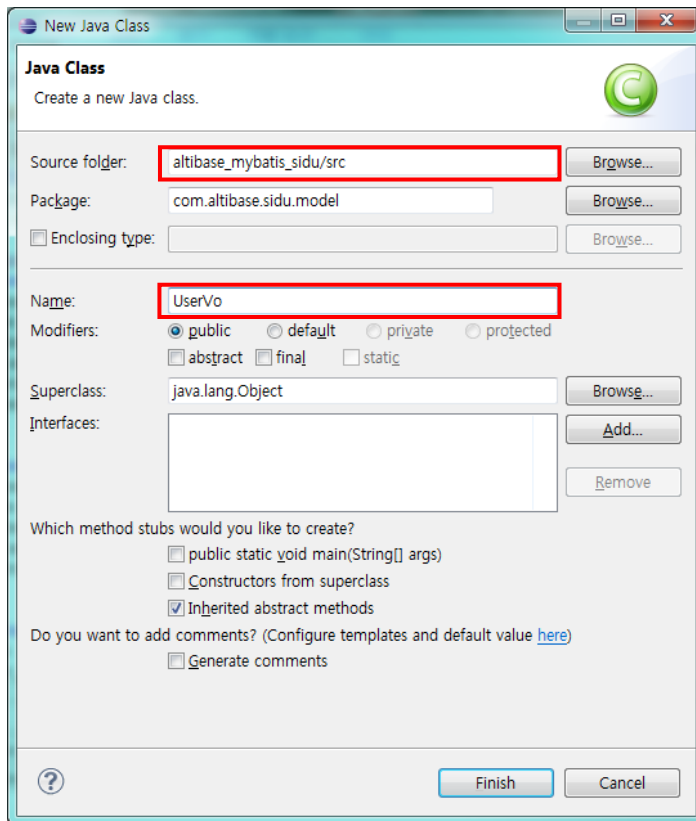 New Java Class
Java Class
Create a new Java class.
Source folder: altibase_mybatis_sidu/src Browse...
Package: com.altibase.sidu.model Browse...
Enclosing type: Browse...
Name: UserVo
Modifiers: public default private protected
abstract final static
Superclass: java.lang.Object Browse...
Interfaces: Add...
Remove
Which method stubs would you like to create?
public static void main(String[] args)
Constructors from superclass
Inherited abstract methods
Do you want to add comments? (Configure templates and default value here)
Generate comments
Finish Cancel